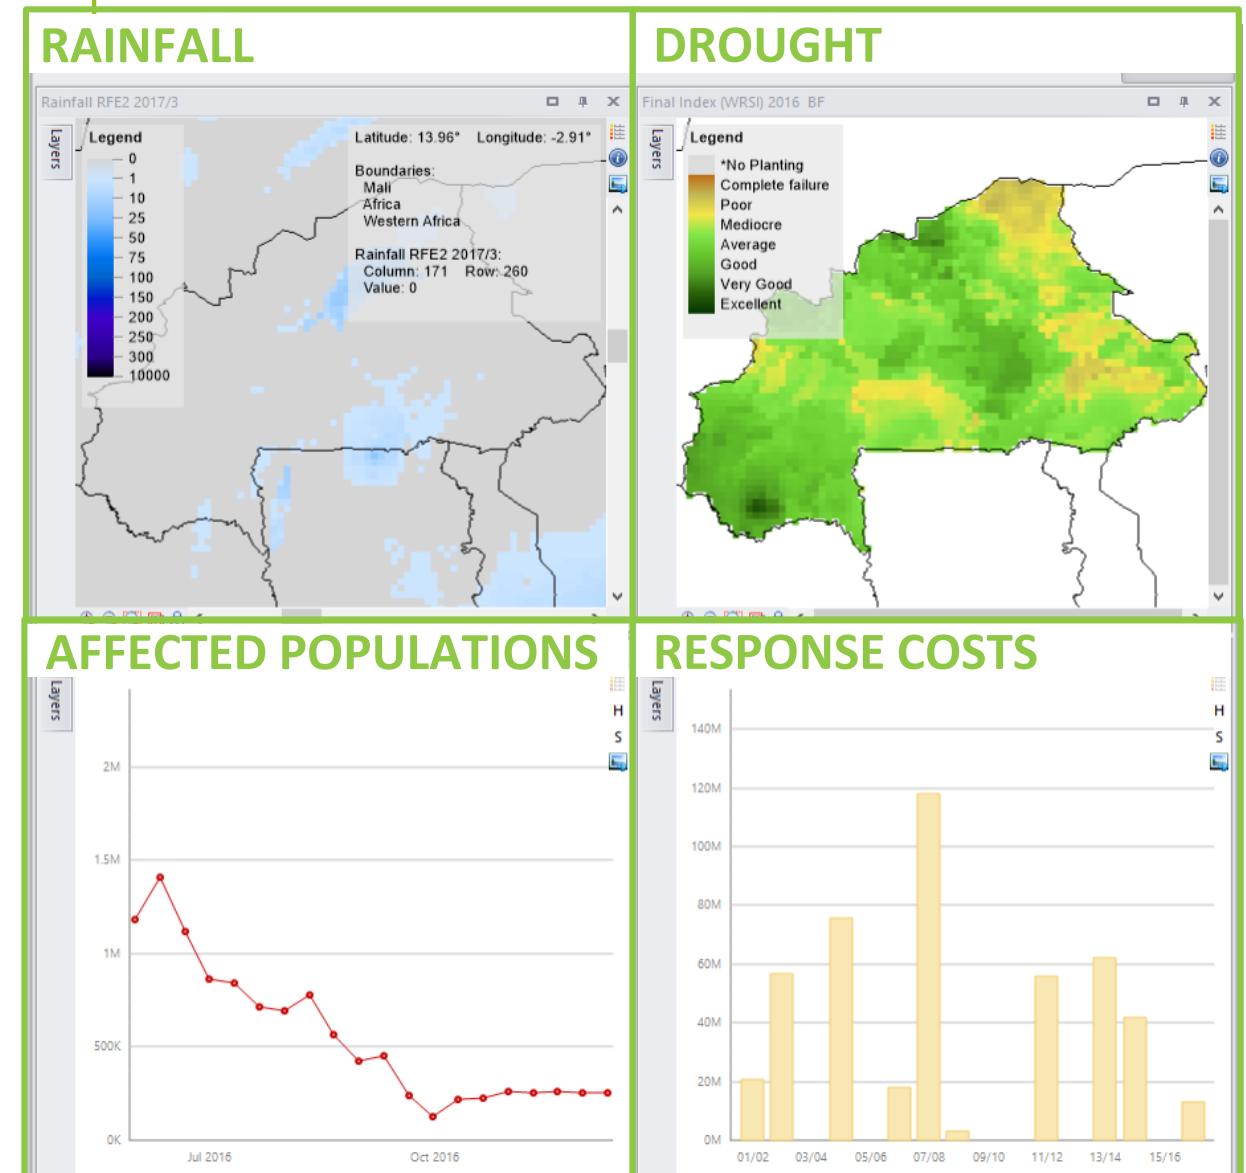 RAINFALL
Rainfall RFE2 2017/3
Layers
Legend
0
1
10
25
50
75
100
150
200
250
300
10000
Latitude: 13.96° Longitude: -2.91°
Boundaries:
Mali
Africa
Western Africa
Rainfall RFE2 2017/3:
Column: 171 Row: 260
Value: 0
DROUGHT
Final Index (WRSI) 2016 BF
Layers
Legend
*No Planting
Complete failure
Poor
Mediocre
Average
Good
Very Good
Excellent
AFFECTED POPULATIONS
Layers
H
S
2M
1.5M
1M
500K
0K
Jul 2016
Oct 2016
RESPONSE COSTS
Layers
H
S
140M
120M
100M
80M
60M
40M
20M
0M
01/02 03/04 05/06 07/08 09/10 11/12 13/14 15/16